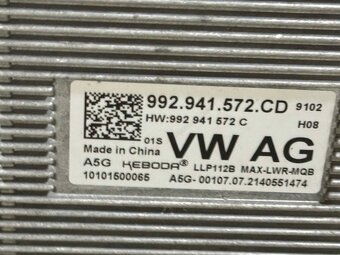 992.941.572.CD 9102
HW:992 941 572 C H08
01S
Made in China VW AG
A5G KEBODA® LLP112B MAX-LWR-MQB
10101500065 A5G- 00107.07.2140551474